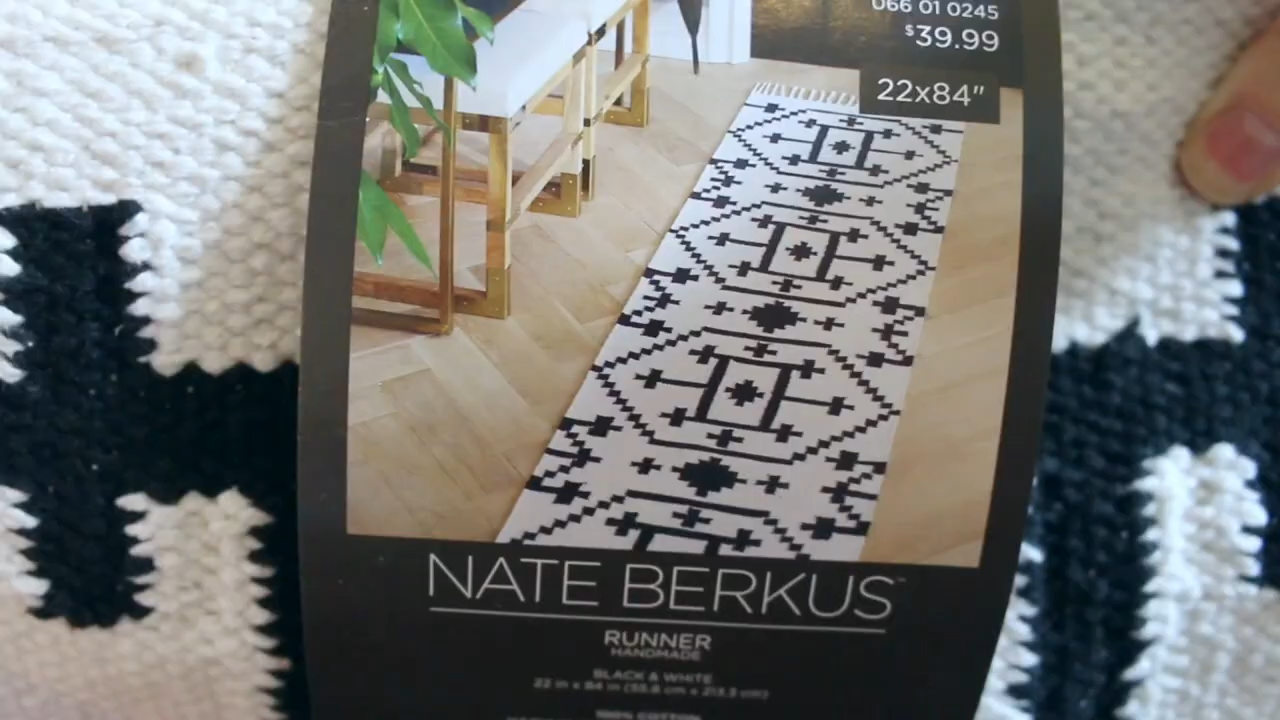 066 01 0245
$39.99
22x84"
NATE BERKUS™
RUNNER
HANDMADE
BLACK & WHITE
22 in x 84 in (55.8 cm x 213.3 cm)
100% COTTON